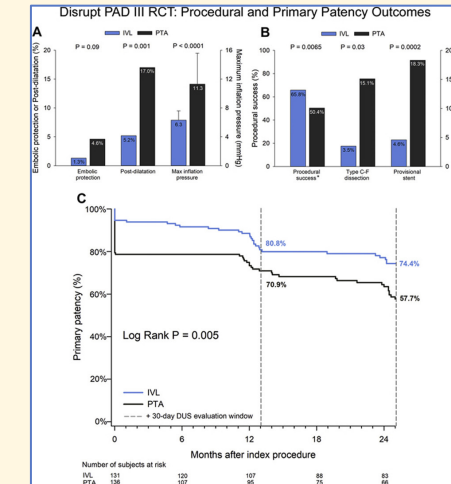 Disrupt PAD III RCT: Procedural and Primary Patency Outcomes
A
IVL PTA
P = 0.09 P = 0.001 P < 0.0001
Embolic protection or Post-dilatation (%)
20
15
10
5
0
1.3% 4.6% 5.2% 17.0% 6.3 11.3
16
12
8
4
0
Maximum inflation pressure (mmHg)
Embolic protection
Post-dilatation
Max inflation pressure
B
IVL PTA
P = 0.0065 P = 0.03 P = 0.0002
Procedural success (%)
100
80
60
40
20
0
65.8% 50.4% 3.5% 15.1% 4.6% 18.3%
20
15
10
5
0
Procedural success*
Type C-F dissection
Provisional stent
C
Primary patency (%)
100%
80%
60%
40%
20%
0%
80.8%
70.9%
74.4%
57.7%
Log Rank P = 0.005
IVL
PTA
+ 30-day DUS evaluation window
0 6 12 18 24
Months after index procedure
Number of subjects at risk
IVL 131 120 107 88 83
PTA 136 107 95 75 66